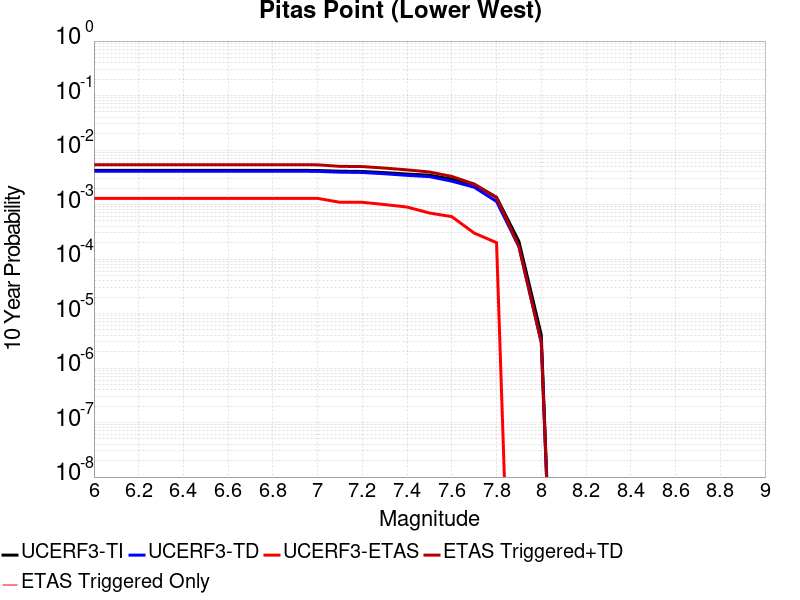 Pitas Point (Lower West)
10 0
10 -1
10 -2
10 -3
10 -4
10 -5
10 -6
10 -7
10 -8
10 Year Probability
6 6.2 6.4 6.6 6.8 7 7.2 7.4 7.6 7.8 8 8.2 8.4 8.6 8.8 9
Magnitude
UCERF3-TI UCERF3-TD UCERF3-ETAS ETAS Triggered+TD
ETAS Triggered Only